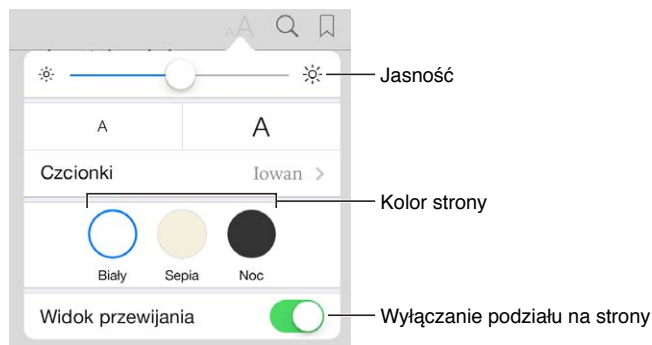 AA
Jasność
A A
Czcionki Iowan >
Kolor strony
Biały Sepia Noc
Widok przewijania
Wyłączanie podziału na strony